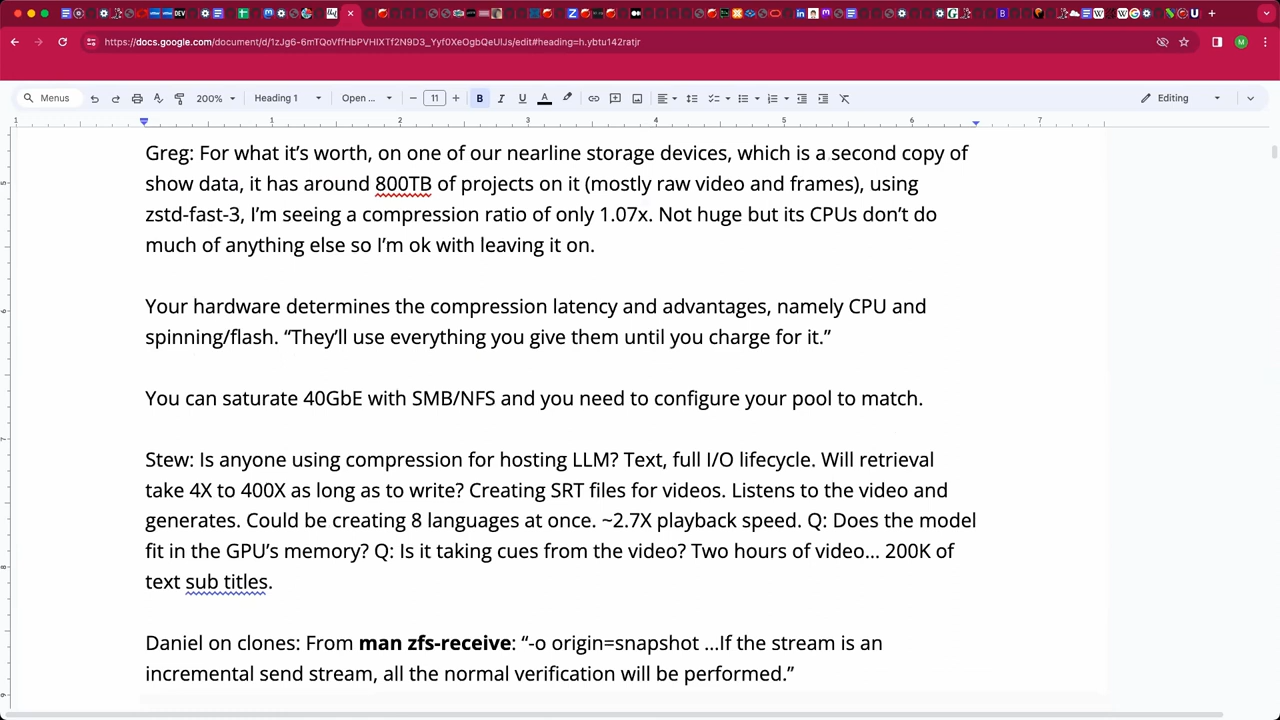 https://docs.google.com/document/d/1zJg6-6mTQoVffHbPVHIXTf2N9D3_Yyf0XeOgbQeUIJs/edit#heading=h.ybtu142ratjr
M
Menus
200%
Heading 1
Open ...
11
B
I
U
A
Editing
1
1
2
3
4
5
6
7
Greg: For what it’s worth, on one of our nearline storage devices, which is a second copy of
show data, it has around 800TB of projects on it (mostly raw video and frames), using
zstd-fast-3, I’m seeing a compression ratio of only 1.07x. Not huge but its CPUs don’t do
much of anything else so I’m ok with leaving it on.
Your hardware determines the compression latency and advantages, namely CPU and
spinning/flash. “They’ll use everything you give them until you charge for it.”
You can saturate 40GbE with SMB/NFS and you need to configure your pool to match.
Stew: Is anyone using compression for hosting LLM? Text, full I/O lifecycle. Will retrieval
take 4X to 400X as long as to write? Creating SRT files for videos. Listens to the video and
generates. Could be creating 8 languages at once. ~2.7X playback speed. Q: Does the model
fit in the GPU’s memory? Q: Is it taking cues from the video? Two hours of video… 200K of
text sub titles.
Daniel on clones: From man zfs-receive: “-o origin=snapshot …If the stream is an
incremental send stream, all the normal verification will be performed.”